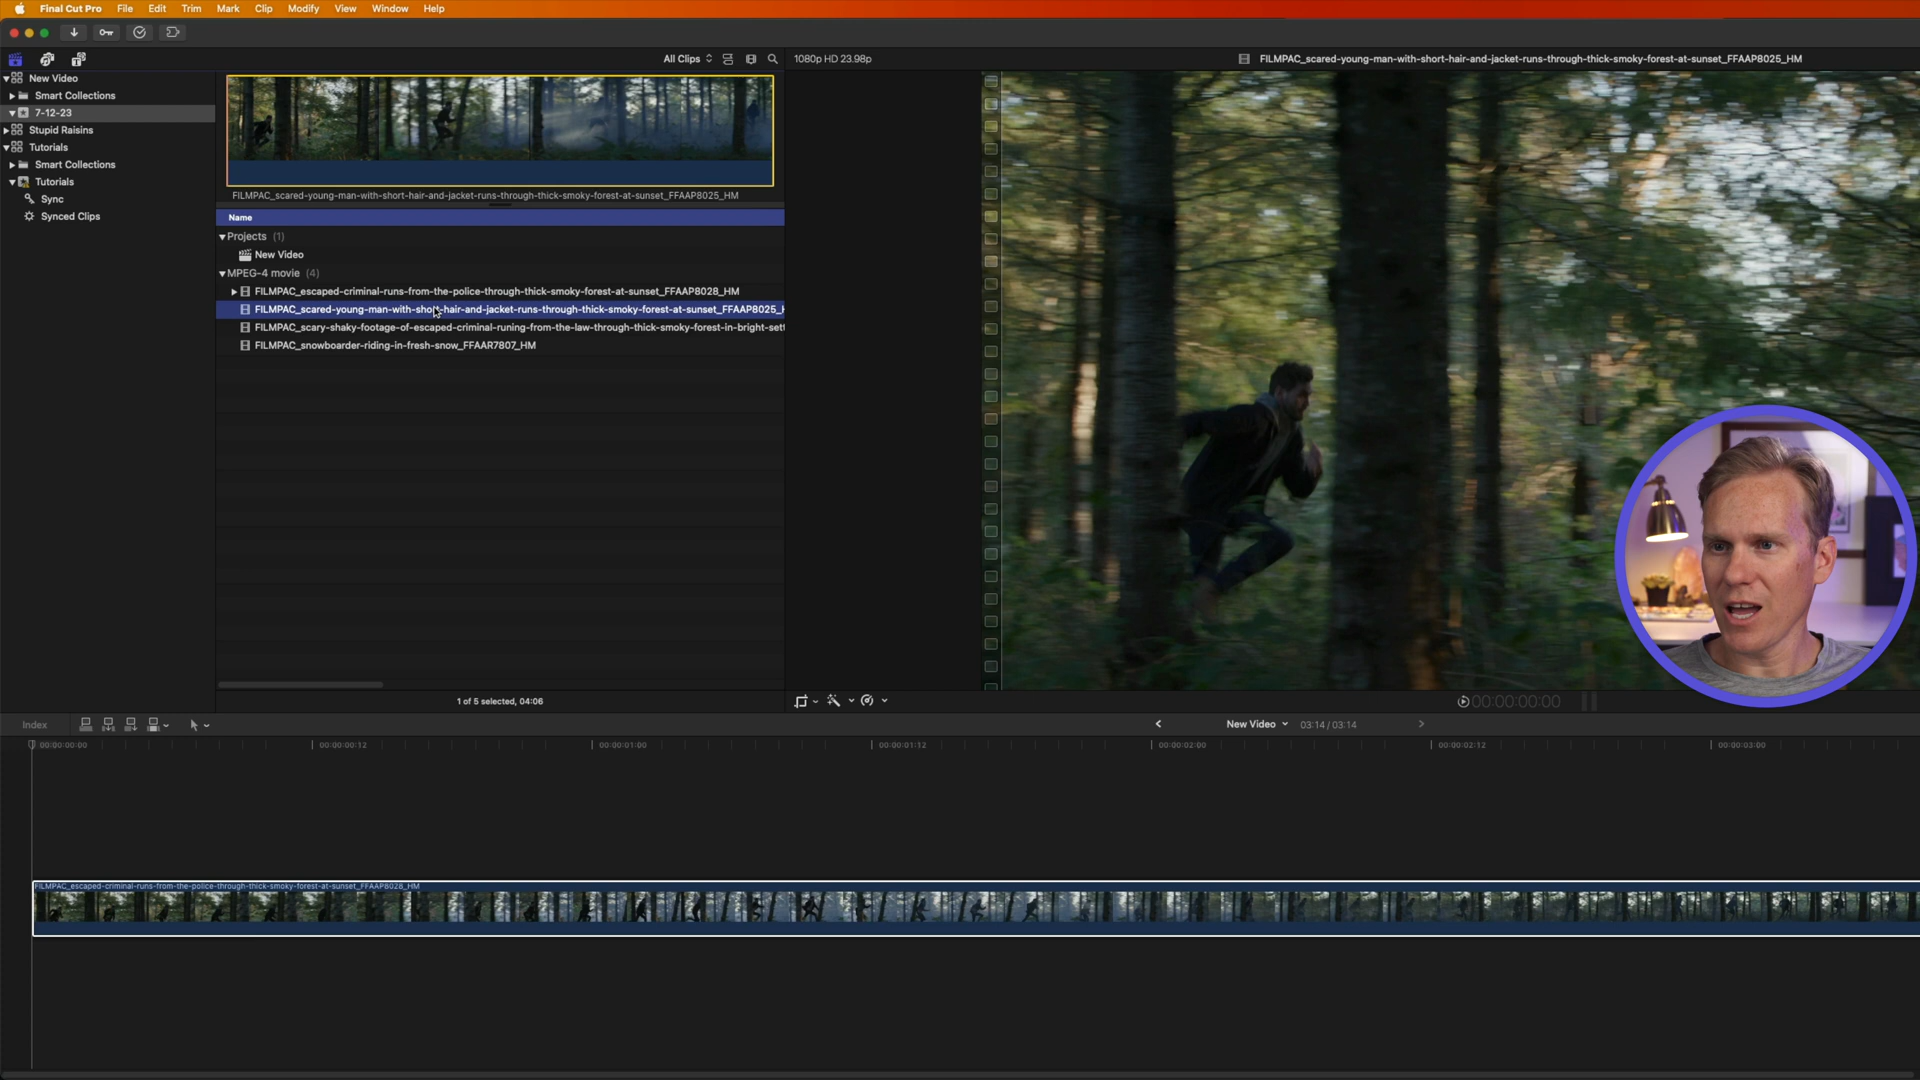 Final Cut Pro File Edit Trim Mark Clip Modify View Window Help
All Clips
1080p HD 23.98p
FILMPAC_scared-young-man-with-short-hair-and-jacket-runs-through-thick-smoky-forest-at-sunset_FFAAP8025_HM
New Video
Smart Collections
7-12-23
Stupid Raisins
Tutorials
Smart Collections
Tutorials
Sync
Synced Clips
FILMPAC_scared-young-man-with-short-hair-and-jacket-runs-through-thick-smoky-forest-at-sunset_FFAAP8025_HM
Name
Projects (1)
New Video
MPEG-4 movie (4)
FILMPAC_escaped-criminal-runs-from-the-police-through-thick-smoky-forest-at-sunset_FFAAP8028_HM
FILMPAC_scared-young-man-with-short-hair-and-jacket-runs-through-thick-smoky-forest-at-sunset_FFAAP8025_H
FILMPAC_scary-shaky-footage-of-escaped-criminal-runing-from-the-law-through-thick-smoky-forest-in-bright-sett
FILMPAC_snowboarder-riding-in-fresh-snow_FFAAR7807_HM
1 of 5 selected, 04:06
00:00:00:00
Index
New Video 03:14 / 03:14
00:00:00:00 00:00:00:12 00:00:01:00 00:00:01:12 00:00:02:00 00:00:02:12 00:00:03:00
FILMPAC_escaped-criminal-runs-from-the-police-through-thick-smoky-forest-at-sunset_FFAAP8028_HM